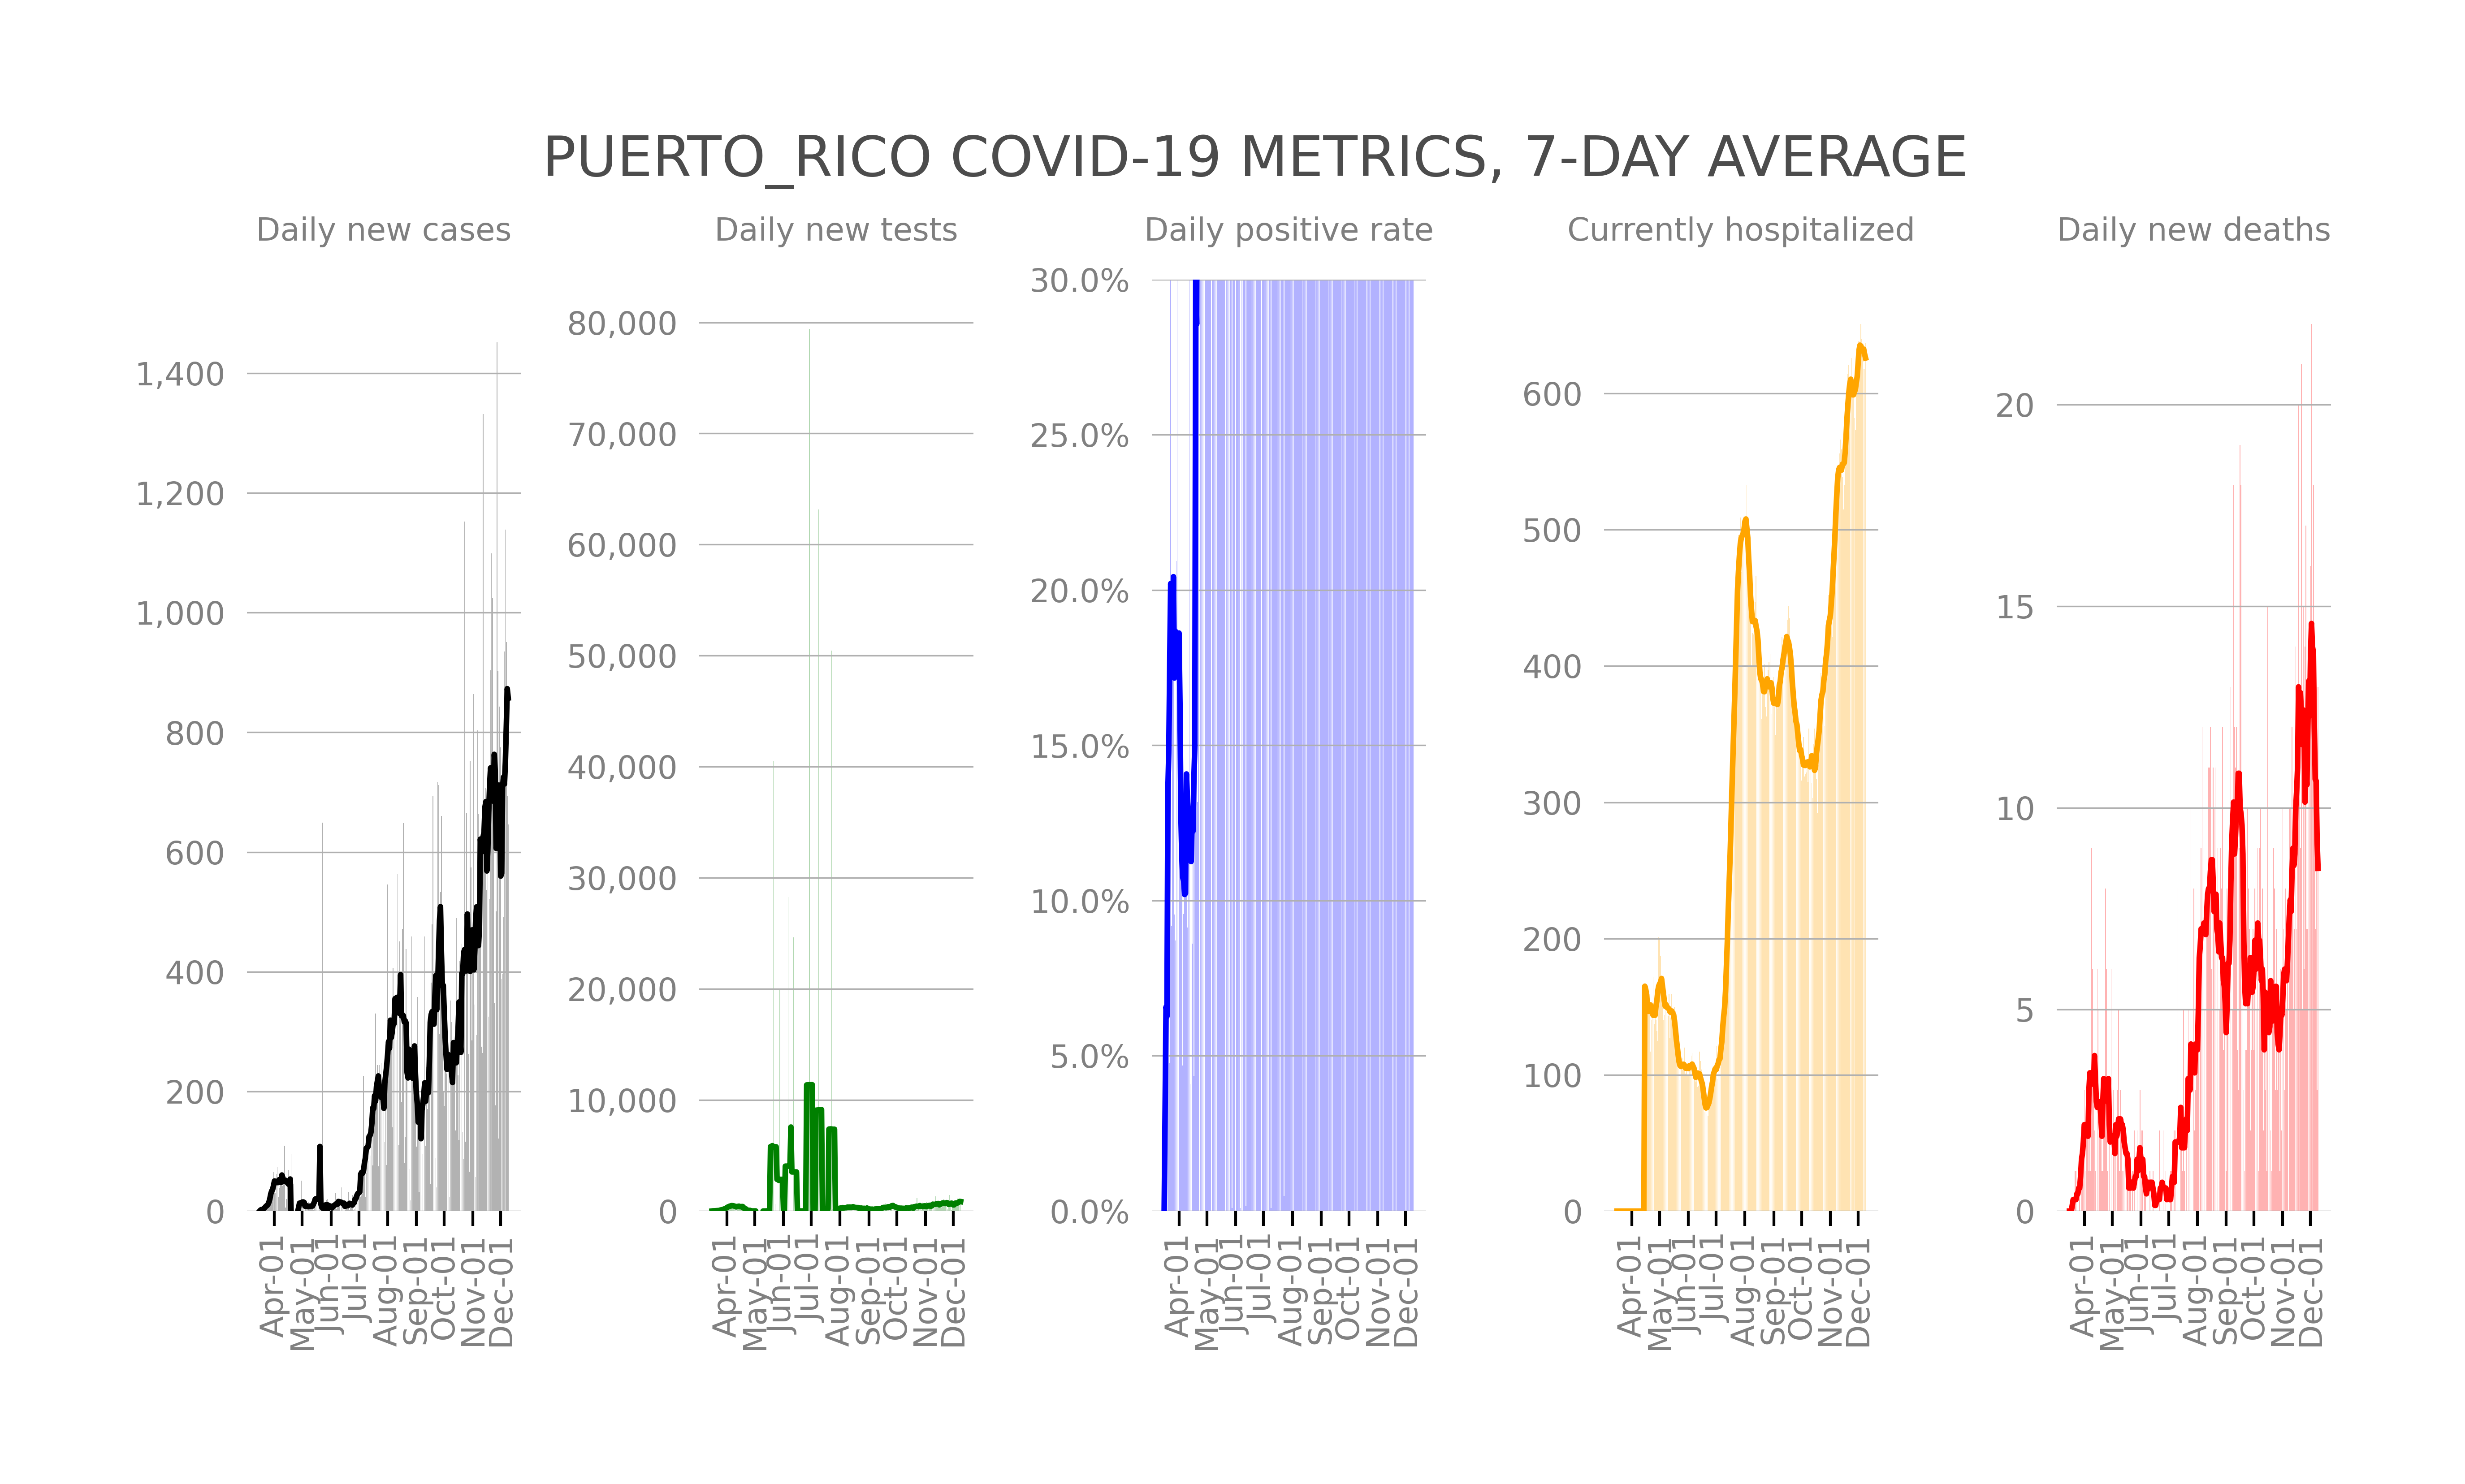 PUERTO_RICO COVID-19 METRICS, 7-DAY AVERAGE
Daily new cases
1,400
1,200
1,000
800
600
400
200
0
Apr-01
May-01
Jun-01
Jul-01
Aug-01
Sep-01
Oct-01
Nov-01
Dec-01
Daily new tests
80,000
70,000
60,000
50,000
40,000
30,000
20,000
10,000
0
Apr-01
May-01
Jun-01
Jul-01
Aug-01
Sep-01
Oct-01
Nov-01
Dec-01
Daily positive rate
30.0%
25.0%
20.0%
15.0%
10.0%
5.0%
0.0%
Apr-01
May-01
Jun-01
Jul-01
Aug-01
Sep-01
Oct-01
Nov-01
Dec-01
Currently hospitalized
600
500
400
300
200
100
0
Apr-01
May-01
Jun-01
Jul-01
Aug-01
Sep-01
Oct-01
Nov-01
Dec-01
Daily new deaths
20
15
10
5
0
Apr-01
May-01
Jun-01
Jul-01
Aug-01
Sep-01
Oct-01
Nov-01
Dec-01